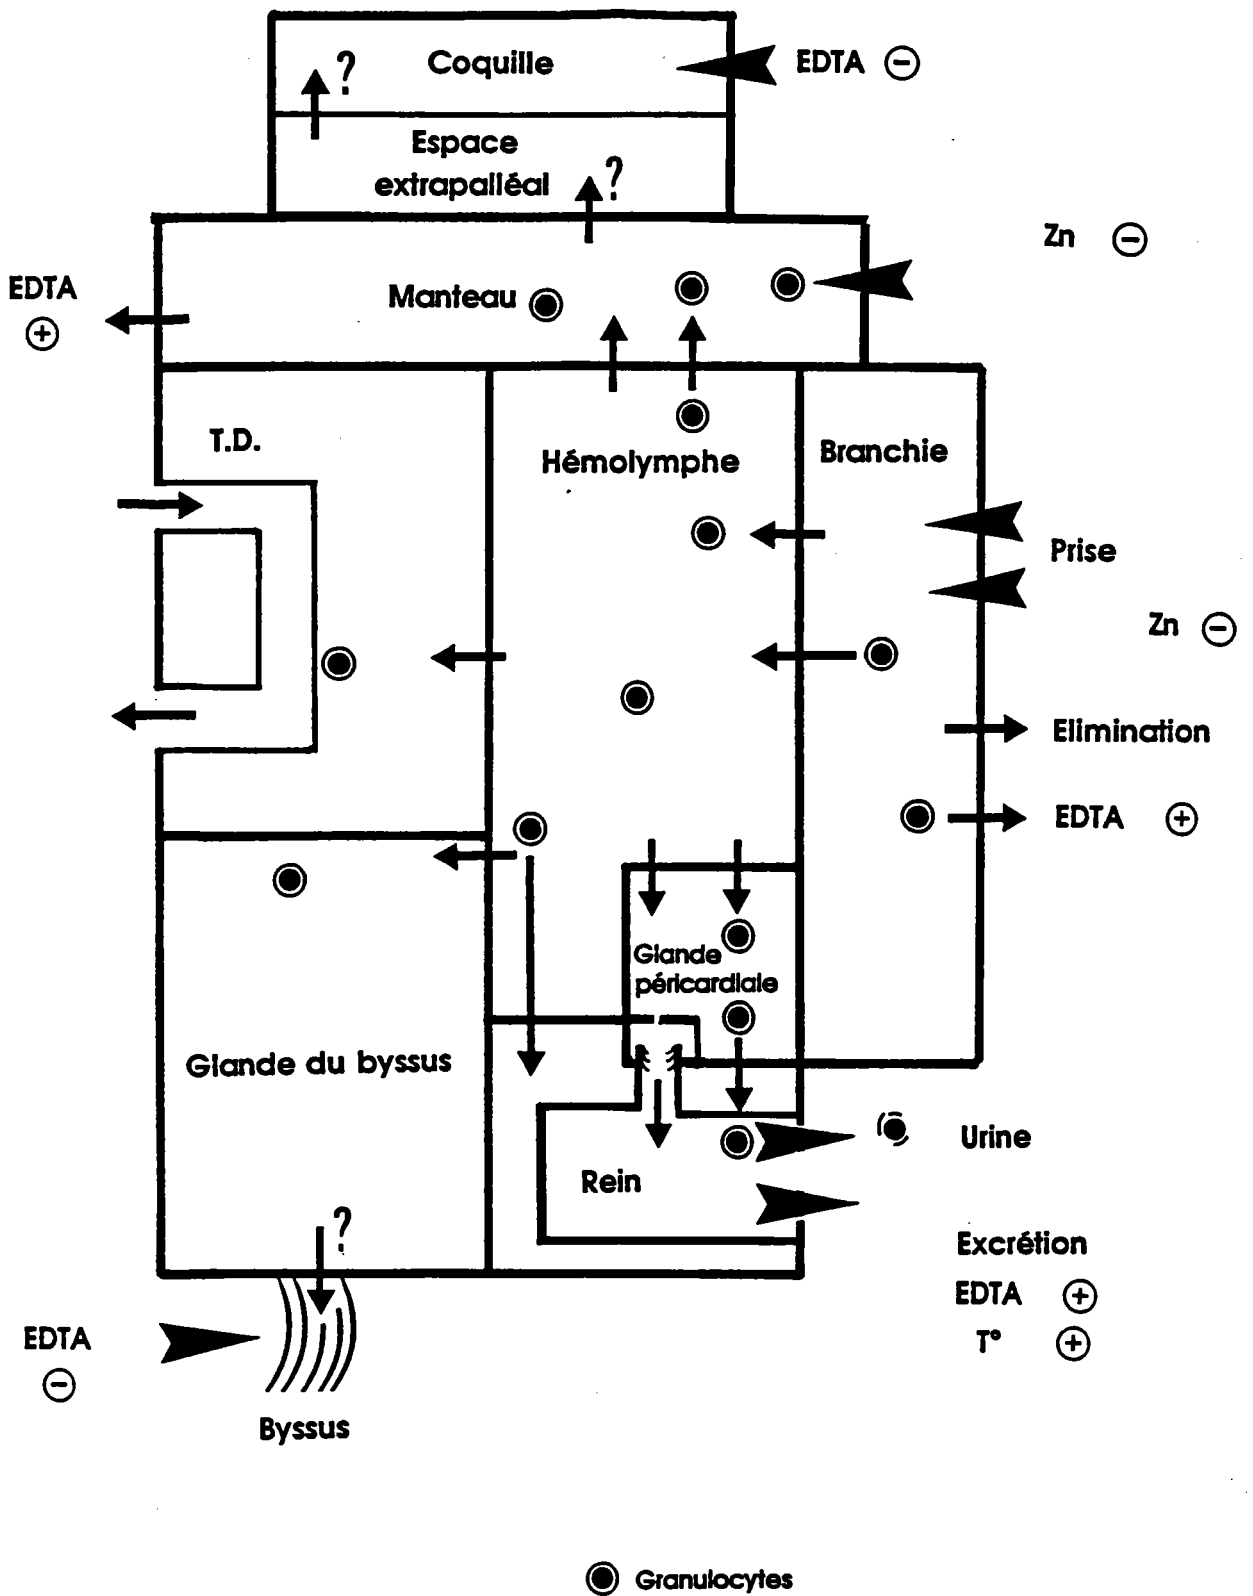 Coquille
?
EDTA ⊖
Espace
extrapalléal
?
Zn ⊖
EDTA
⊕
Manteau
T.D.
Hémolymphe
Branchie
Prise
Zn ⊖
Elimination
EDTA ⊕
Glande
péricardiale
Glande du byssus
Urine
Rein
?
Excrétion
EDTA ⊕
T° ⊕
EDTA
⊖
Byssus
Granulocytes